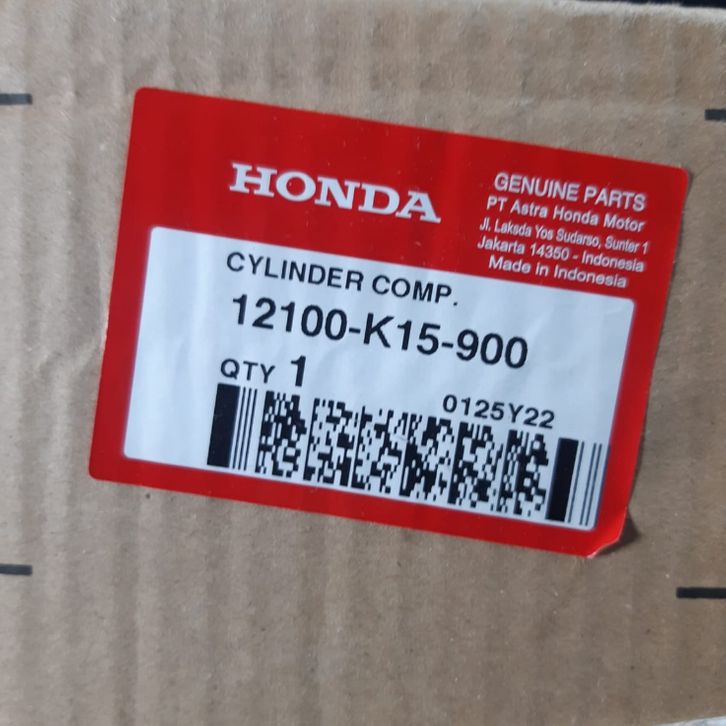 HONDA
GENUINE PARTS
PT Astra Honda Motor
Jl. Laksda Yos Sudarso, Sunter 1
Jakarta 14350 - Indonesia
Made in Indonesia
CYLINDER COMP.
12100-K15-900
QTY 1
0125Y22